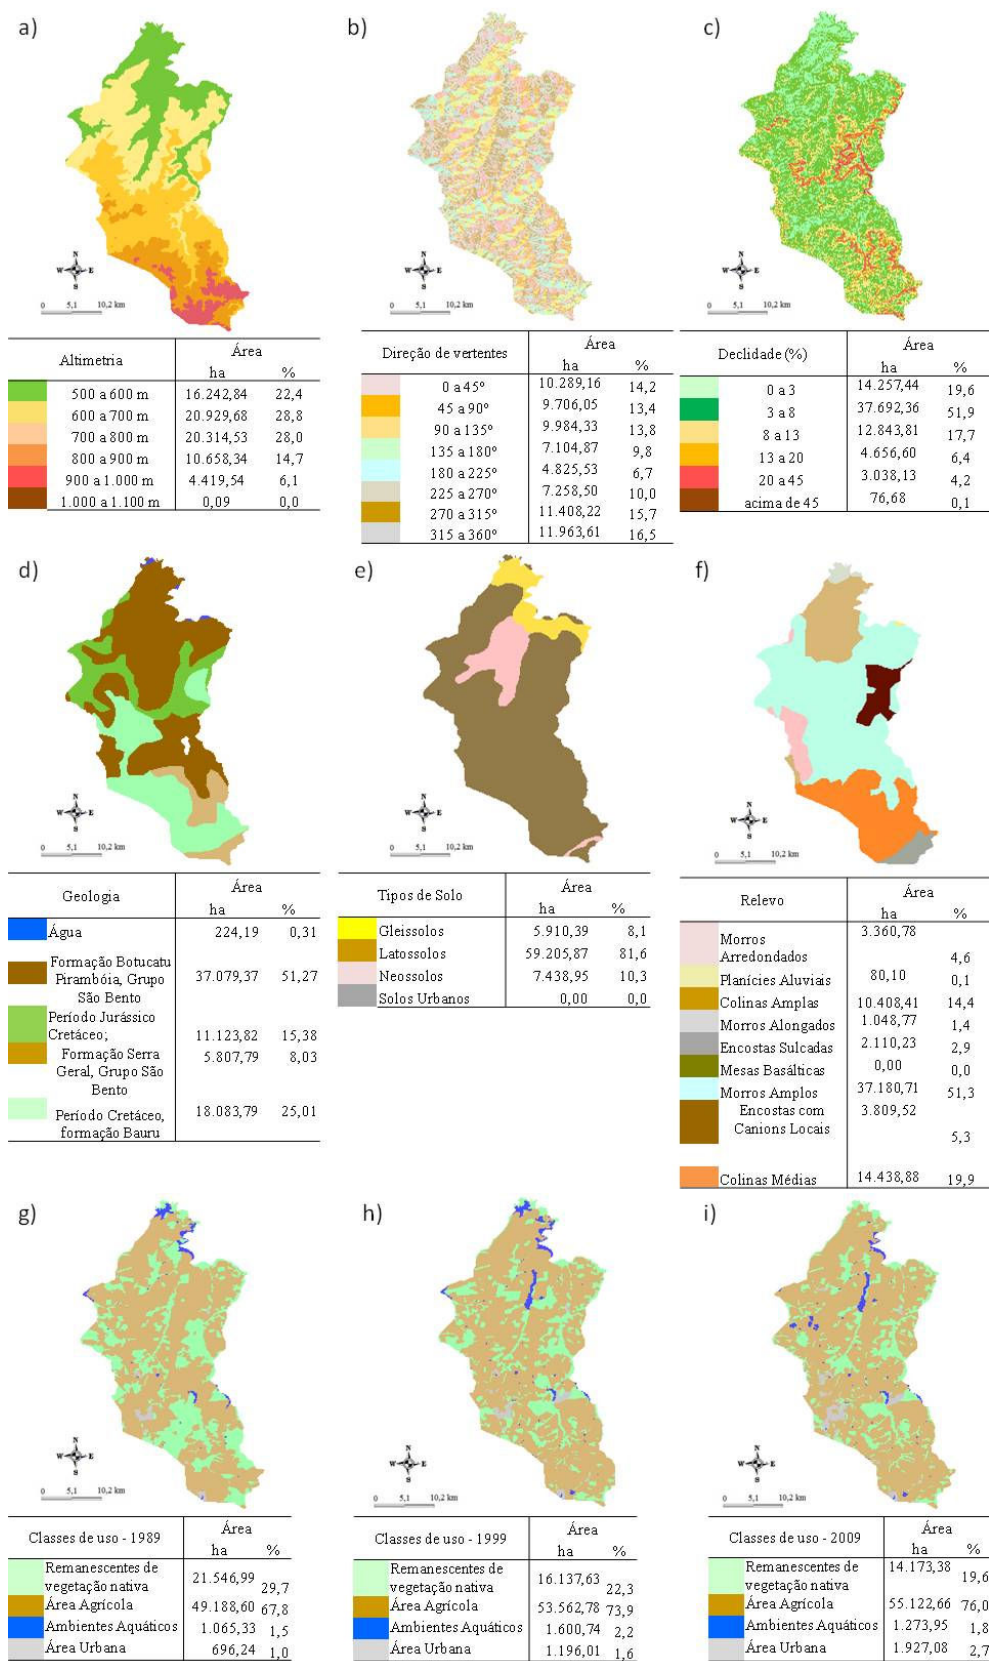 a)
b)
c)
N
W E
S
0 5,1 10,2 km
N
W E
S
0 5,1 10,2 km
N
W E
S
0 5,1 10,2 km
Altimetria Área
ha %
500 a 600 m 16.242,84 22,4
600 a 700 m 20.929,68 28,8
700 a 800 m 20.314,53 28,0
800 a 900 m 10.658,34 14,7
900 a 1.000 m 4.419,54 6,1
1.000 a 1.100 m 0,09 0,0
Direção de vertentes Área
ha %
0 a 45º 10.289,16 14,2
45 a 90º 9.706,05 13,4
90 a 135º 9.984,33 13,8
135 a 180º 7.104,87 9,8
180 a 225º 4.825,53 6,7
225 a 270º 7.258,50 10,0
270 a 315º 11.408,22 15,7
315 a 360º 11.963,61 16,5
Declidade (%) Área
ha %
0 a 3 14.257,44 19,6
3 a 8 37.692,36 51,9
8 a 13 12.843,81 17,7
13 a 20 4.656,60 6,4
20 a 45 3.038,13 4,2
acima de 45 76,68 0,1
d)
e)
f)
N
W E
S
0 5,1 10,2 km
N
W E
S
0 5,1 10,2 km
N
W E
S
0 5,1 10,2 km
Geologia Área
ha %
Água 224,19 0,31
Formação Botucatu
Pirambóia, Grupo 37.079,37 51,27
São Bento
Período Jurássico
Cretáceo; 11.123,82 15,38
Formação Serra 5.807,79 8,03
Geral, Grupo São
Bento
Período Cretáceo, 18.083,79 25,01
formação Bauru
Tipos de Solo Área
ha %
Gleissolos 5.910,39 8,1
Latossolos 59.205,87 81,6
Neossolos 7.438,95 10,3
Solos Urbanos 0,00 0,0
Relevo Área
ha %
Morros 3.360,78
Arredondados 4,6
Planícies Aluviais 80,10 0,1
Colinas Amplas 10.408,41 14,4
Morros Alongados 1.048,77 1,4
Encostas Sulcadas 2.110,23 2,9
Mesas Basálticas 0,00 0,0
Morros Amplos 37.180,71 51,3
Encostas com 3.809,52
Canions Locais
5,3
Colinas Médias 14.438,88 19,9
g)
h)
i)
N
W E
S
0 5,1 10,2 km
N
W E
S
0 5,1 10,2 km
N
W E
S
0 5,1 10,2 km
Classes de uso - 1989 Área
ha %
Remanescentes de 21.546,99
vegetação nativa 29,7
Área Agrícola 49.188,60 67,8
Ambientes Aquáticos 1.065,33 1,5
Área Urbana 696,24 1,0
Classes de uso - 1999 Área
ha %
Remanescentes de 16.137,63
vegetação nativa 22,3
Área Agrícola 53.562,78 73,9
Ambientes Aquáticos 1.600,74 2,2
Área Urbana 1.196,01 1,6
Classes de uso - 2009 Área
ha %
Remanescentes de 14.173,38
vegetação nativa 19,6
Área Agrícola 55.122,66 76,0
Ambientes Aquáticos 1.273,95 1,8
Área Urbana 1.927,08 2,7